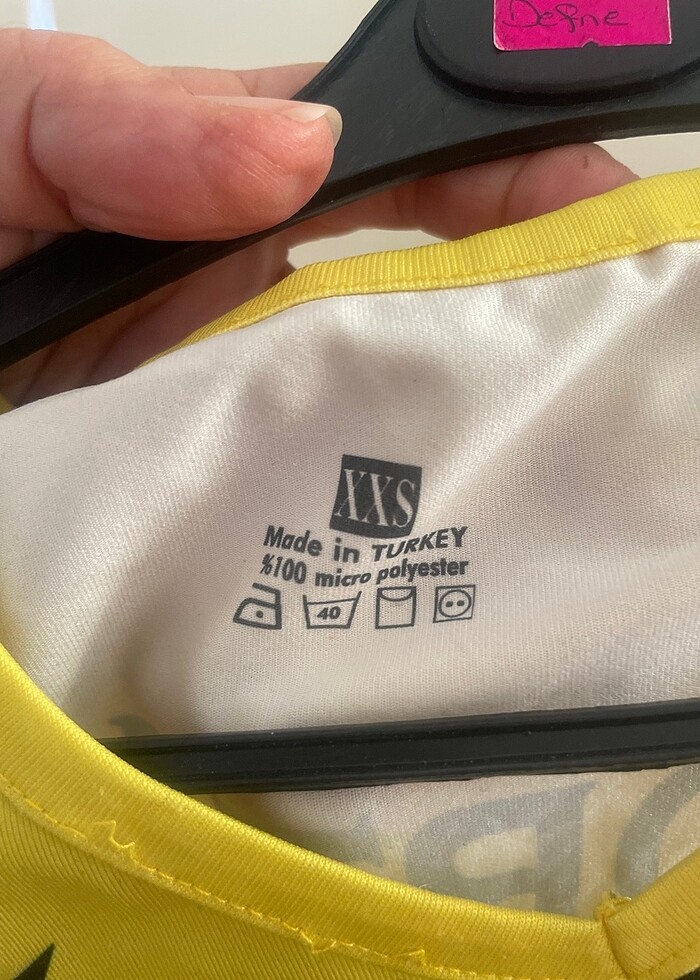 Defne
XXS
Made in TURKEY
%100 micro polyester
40